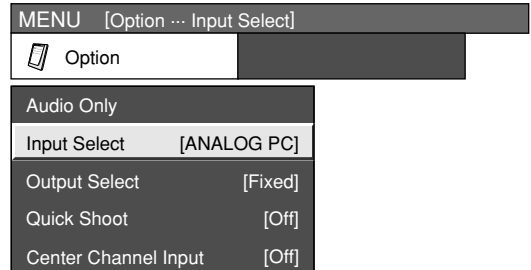 MENU [Option ··· Input Select]
Option
Audio Only
Input Select [ANALOG PC]
Output Select [Fixed]
Quick Shoot [Off]
Center Channel Input [Off]